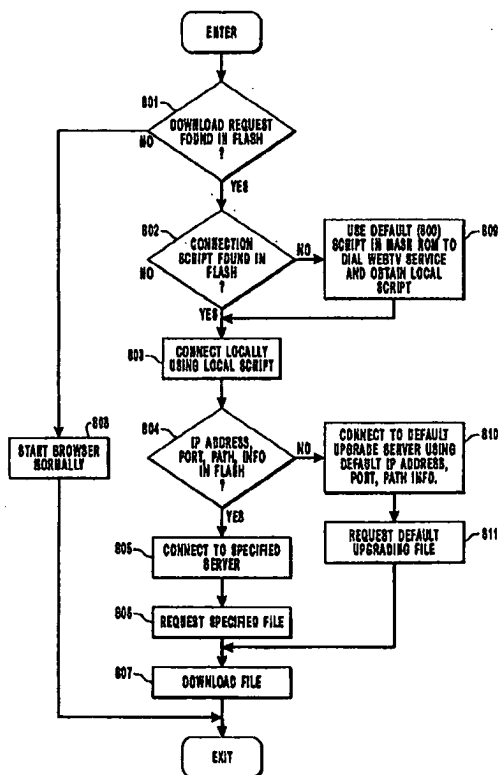 ENTER
801
DOWNLOAD REQUEST
FOUND IN FLASH
?
NO
YES
802
CONNECTION
SCRIPT FOUND IN
FLASH
?
NO
NO
YES
809
USE DEFAULT (800)
SCRIPT IN MASK ROM TO
DIAL WEBTV SERVICE
AND OBTAIN LOCAL
SCRIPT
803
CONNECT LOCALLY
USING LOCAL SCRIPT
804
IP ADDRESS,
PORT, PATH, INFO
IN FLASH
?
NO
YES
810
CONNECT TO DEFAULT
UPGRADE SERVER USING
DEFAULT IP ADDRESS,
PORT, PATH INFO.
808
START BROWSER
NORMALLY
805
CONNECT TO SPECIFIED
SERVER
811
REQUEST DEFAULT
UPGRADING FILE
806
REQUEST SPECIFIED FILE
807
DOWNLOAD FILE
EXIT